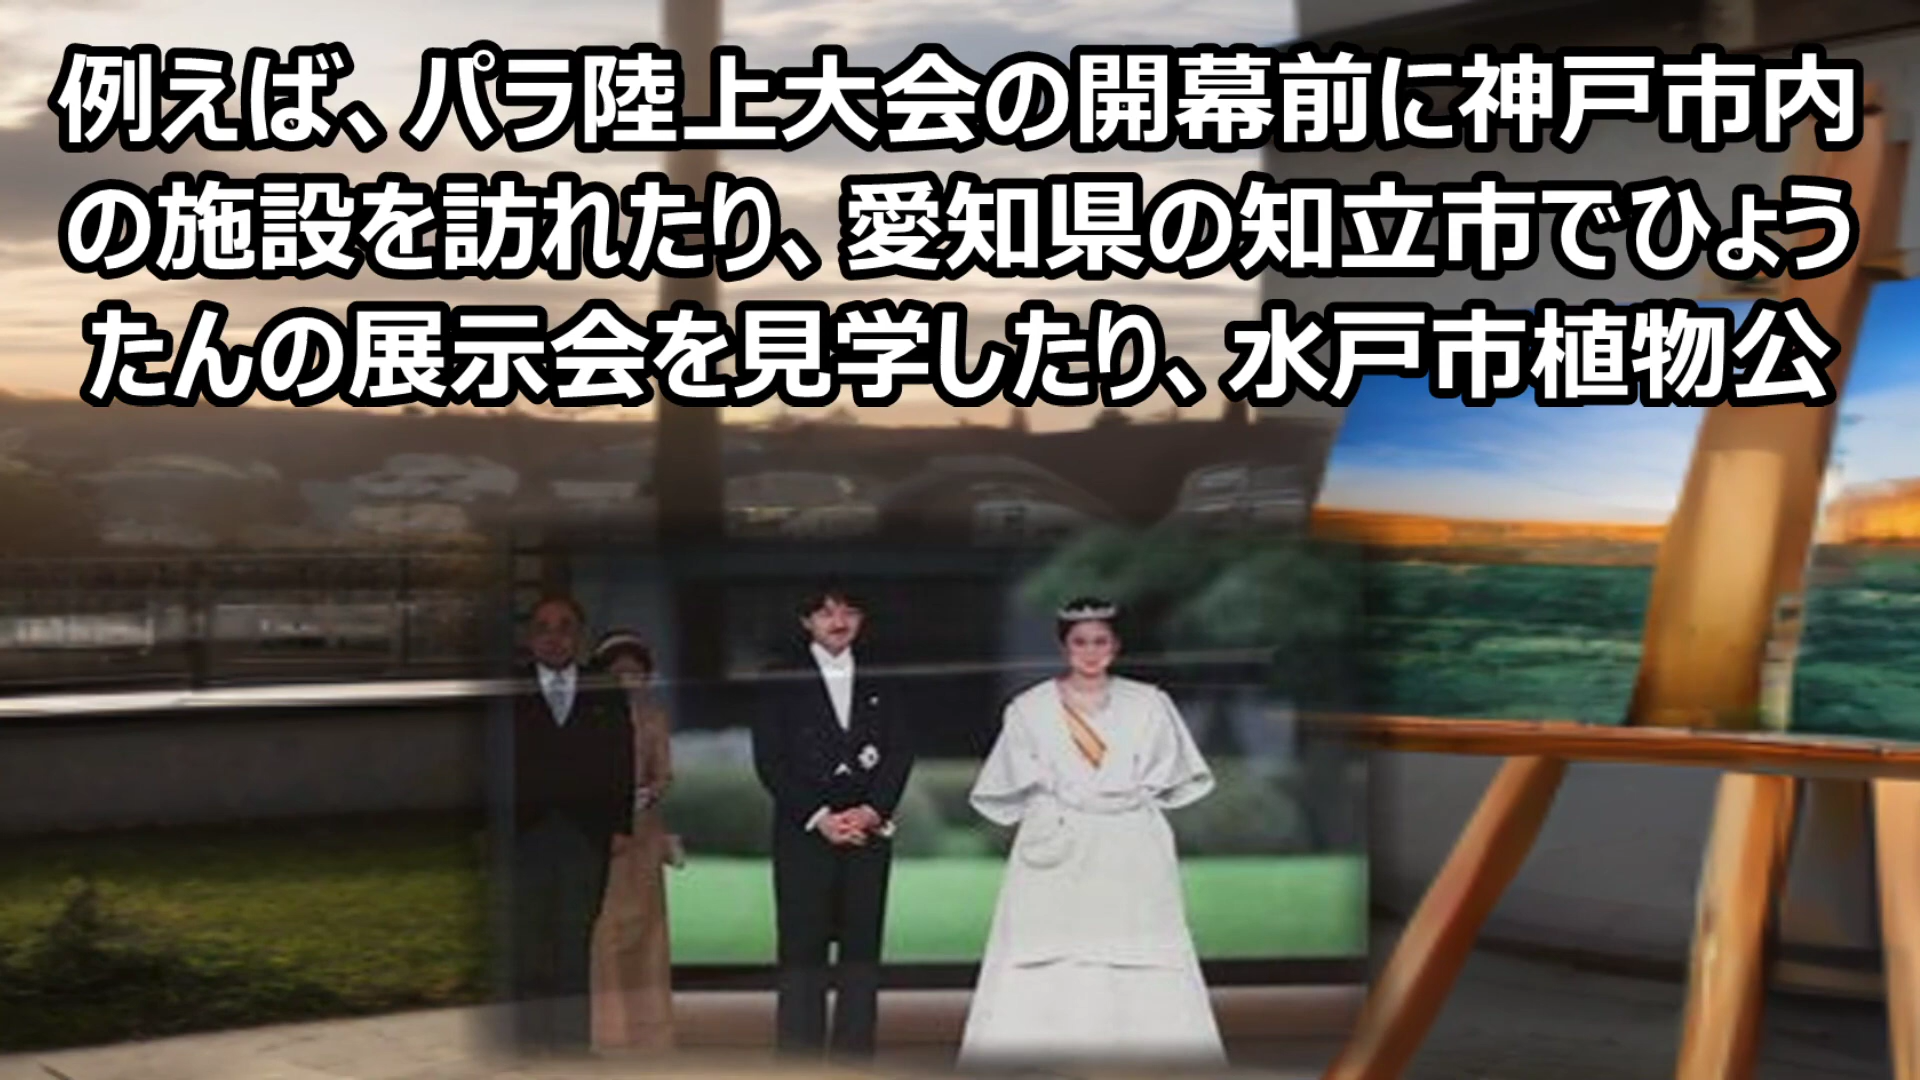 例えば、パラ陸上大会の開幕前に神戸市内
の施設を訪れたり、愛知県の知立市でひょう
たんの展示会を見学したり、水戸市植物公